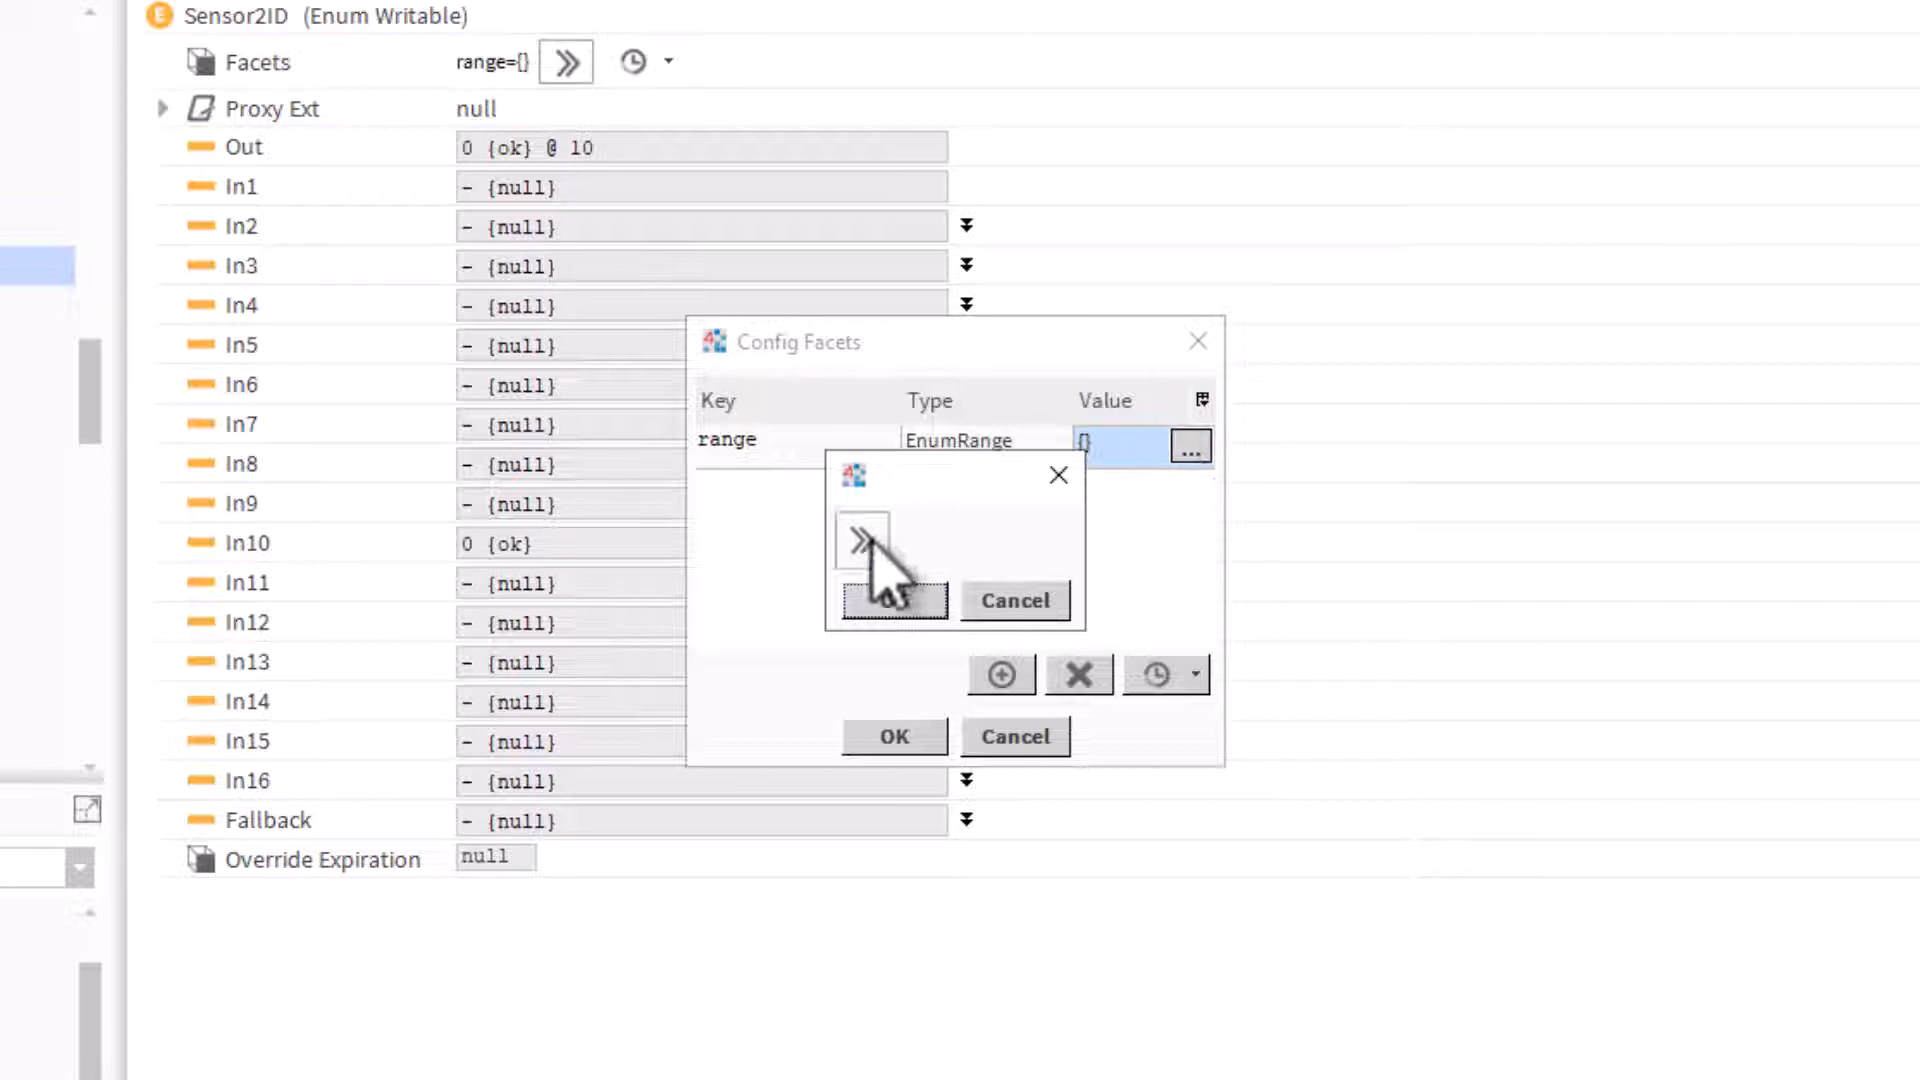 Sensor2ID (Enum Writable)
Facets range={}
Proxy Ext null
Out 0 {ok} @ 10
In1 - {null}
In2 - {null}
In3 - {null}
In4 - {null}
In5 - {null}
In6 - {null}
In7 - {null}
In8 - {null}
In9 - {null}
In10 0 {ok}
In11 - {null}
In12 - {null}
In13 - {null}
In14 - {null}
In15 - {null}
In16 - {null}
Fallback - {null}
Override Expiration null
Config Facets
Key Type Value
range EnumRange {} ...
Cancel
OK Cancel